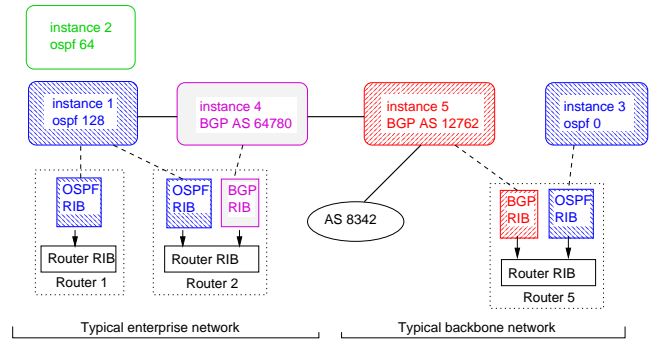 instance 2
ospf 64
instance 1
ospf 128
instance 4
BGP AS 64780
instance 5
BGP AS 12762
instance 3
ospf 0
OSPF
RIB
OSPF
RIB
BGP
RIB
AS 8342
BGP
RIB
OSPF
RIB
Router RIB
Router RIB
Router RIB
Router 1
Router 2
Router 5
Typical enterprise network
Typical backbone network